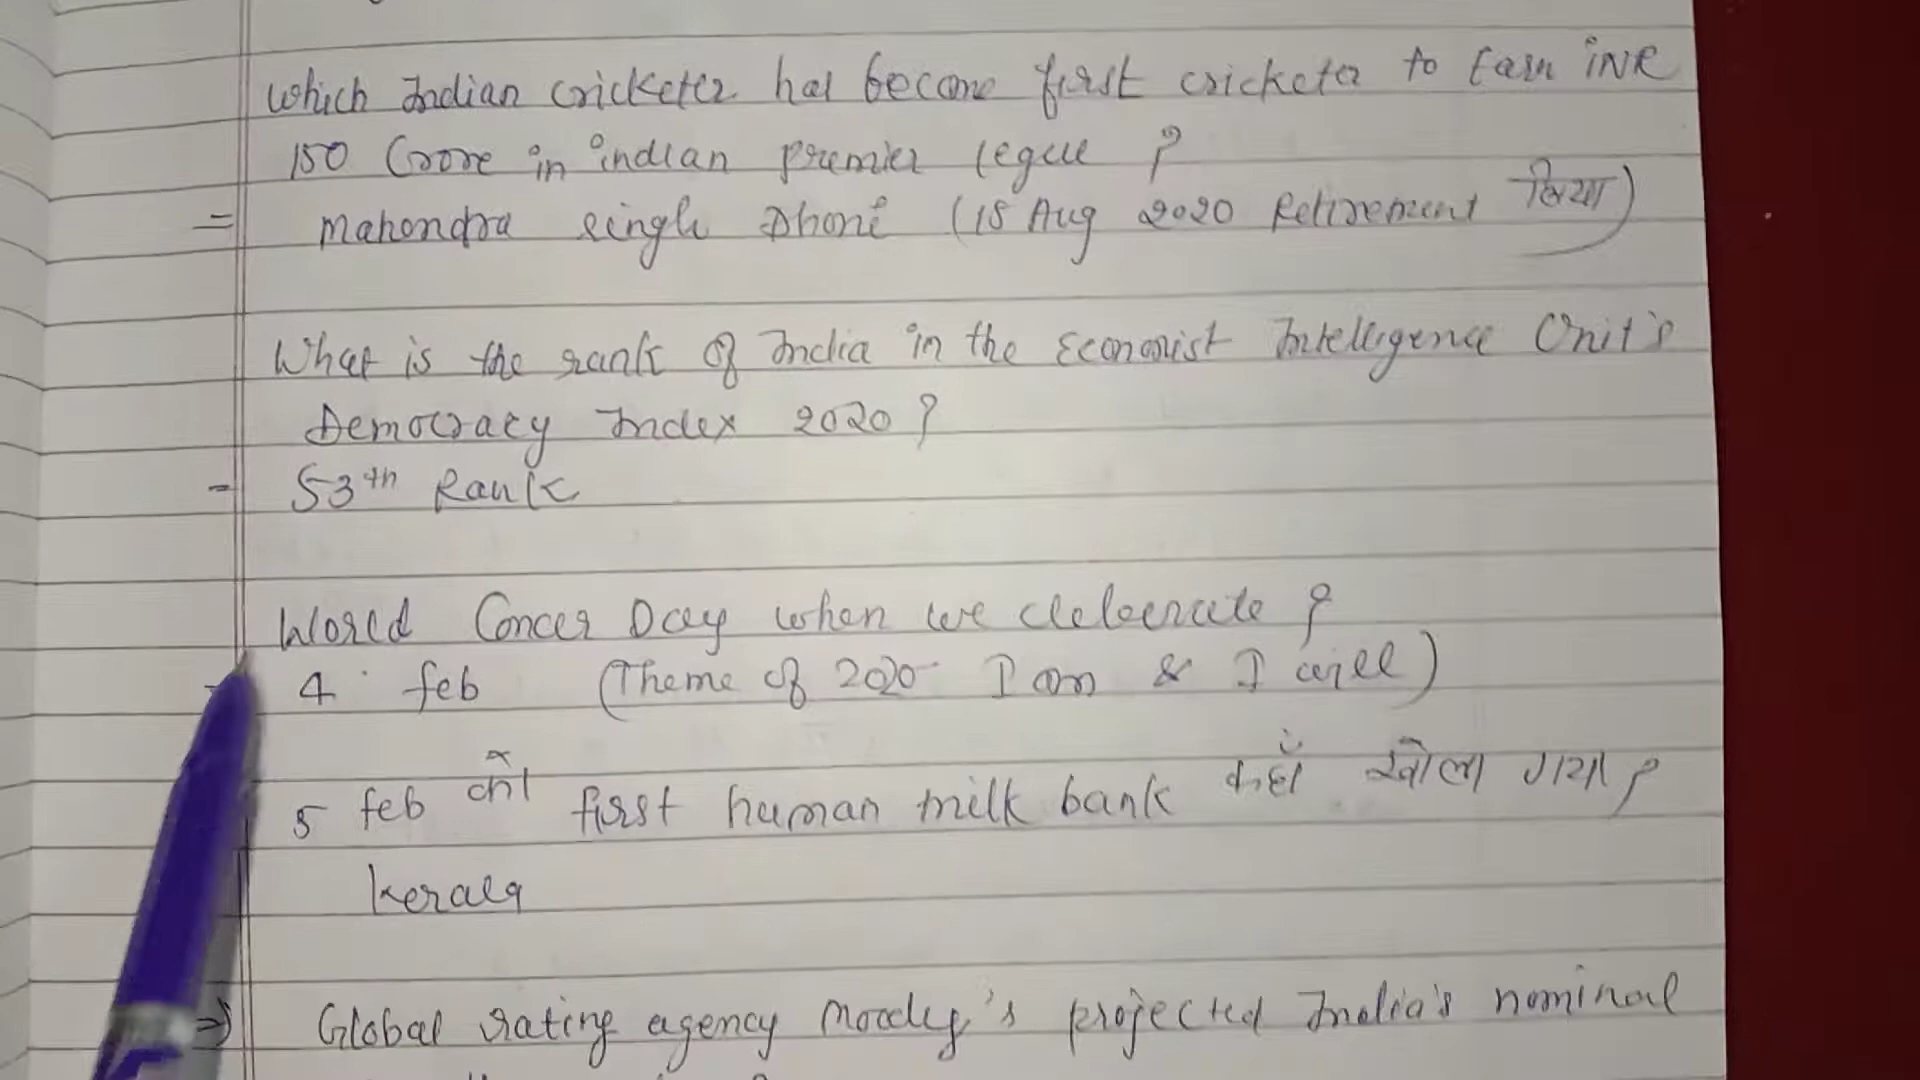 Which Indian cricketer has become first cricketer to Earn INR
150 Crore in indian premier legue ?
= Mahendra Singh Dhoni (15 Aug 2020 Retirement लिया)
What is the rank of India in the Economist Intelligence Unit's
Democracy Index 2020 ?
- 53th Rank
World Cancer Day when we celebrate ?
- 4 feb (Theme of 2020 I am & I will)
5 feb को first human milk bank कहाँ खोला गया ?
kerala
⇒ Global rating agency moody's projected India's nominal